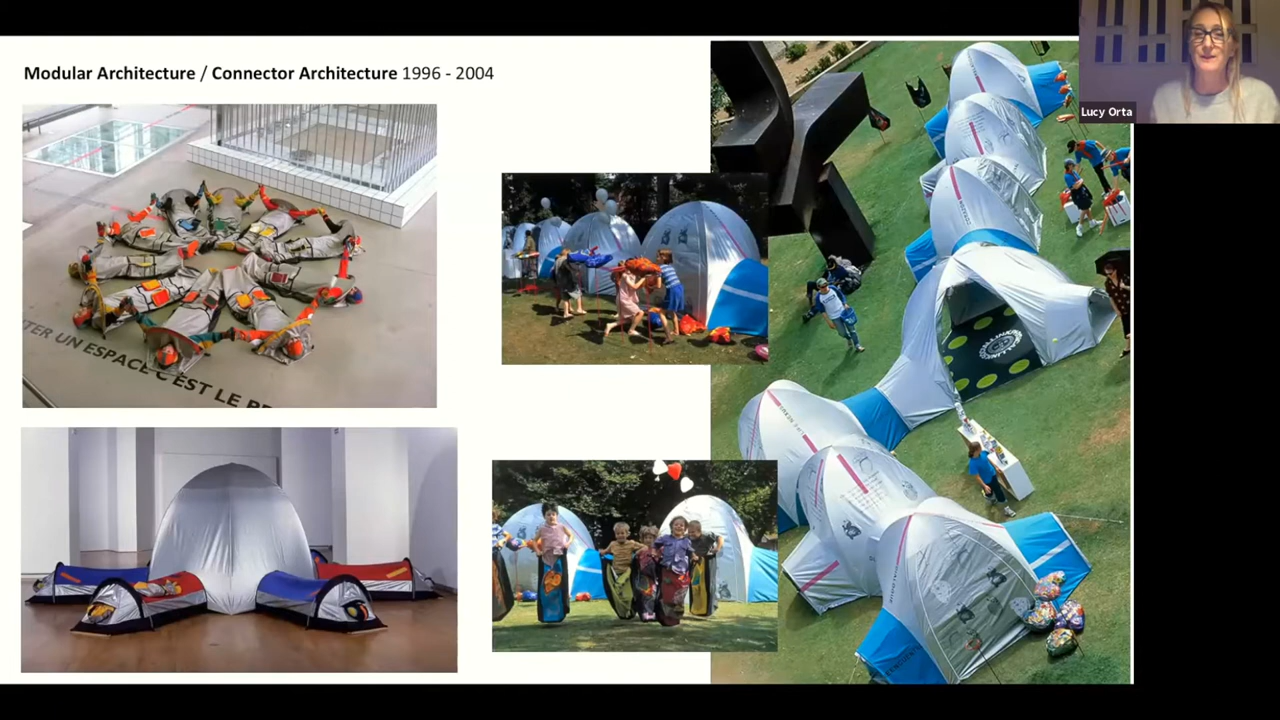 Modular Architecture / Connector Architecture 1996 - 2004
Lucy Orta
TER UN ESPACE C'EST LE